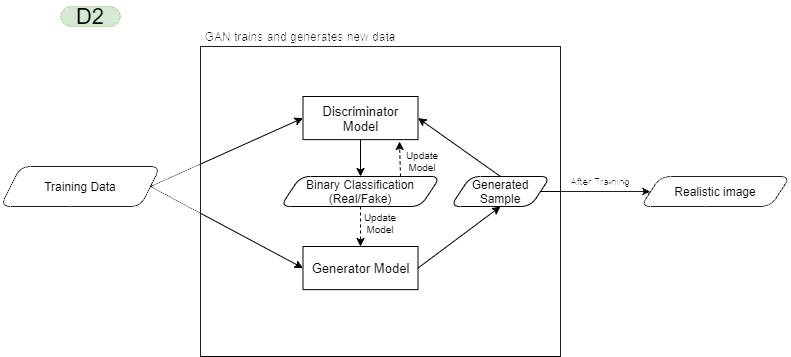 D2
GAN trains and generates new data
Discriminator
Model
Update
Model
Training Data
Binary Classification
(Real/Fake)
Generated
Sample
After Training
Realistic image
Update
Model
Generator Model